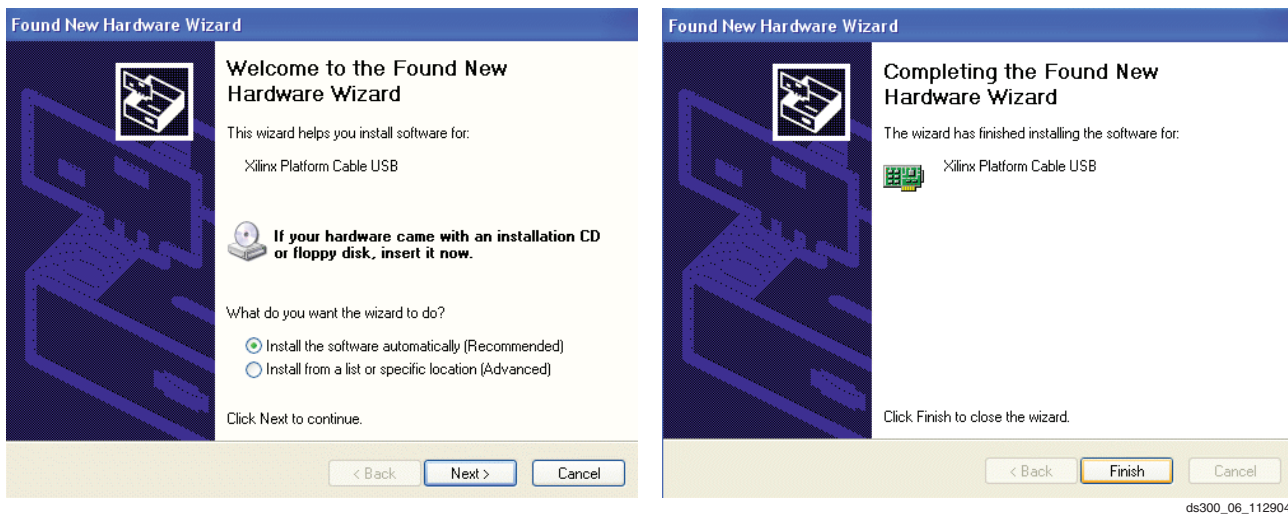 Found New Hardware Wizard
Welcome to the Found New
Hardware Wizard
This wizard helps you install software for:
Xilinx Platform Cable USB
If your hardware came with an installation CD
or floppy disk, insert it now.
What do you want the wizard to do?
Install the software automatically (Recommended)
Install from a list or specific location (Advanced)
Click Next to continue.
< Back
Next >
Cancel
Found New Hardware Wizard
Completing the Found New
Hardware Wizard
The wizard has finished installing the software for:
Xilinx Platform Cable USB
Click Finish to close the wizard.
< Back
Finish
Cancel
ds300_06_112904